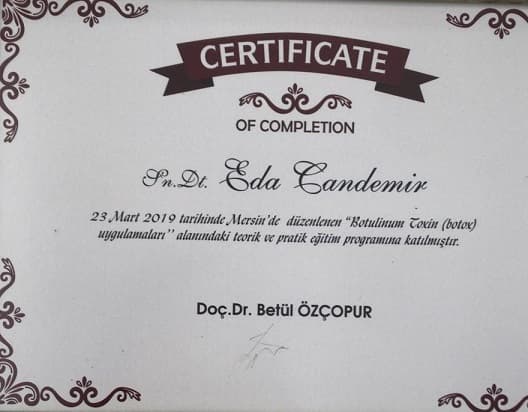 CERTIFICATE
OF COMPLETION
Sn.Dt. Eda Candemir
23 Mart 2019 tarihinde Mersin'de düzenlenen "Botulinum Toxin (botox)
uygulamaları'' alanındaki teorik ve pratik eğitim programına katılmıştır.
Doç.Dr. Betül ÖZÇOPUR